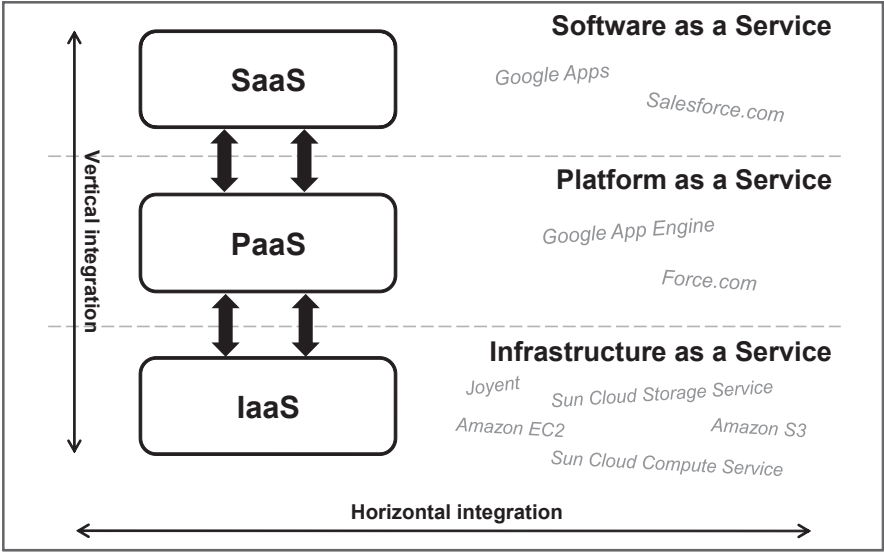 Software as a Service
SaaS
Google Apps
Salesforce.com
Vertical integration
Platform as a Service
PaaS
Google App Engine
Force.com
Infrastructure as a Service
IaaS
Joyent
Sun Cloud Storage Service
Amazon EC2
Amazon S3
Sun Cloud Compute Service
Horizontal integration